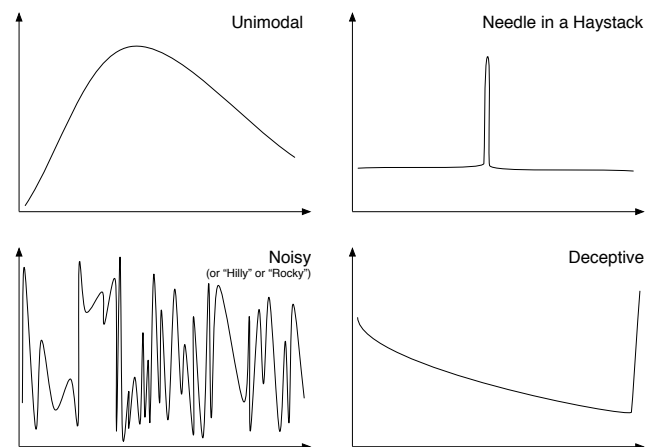 Unimodal
Needle in a Haystack
Noisy
(or “Hilly” or “Rocky”)
Deceptive